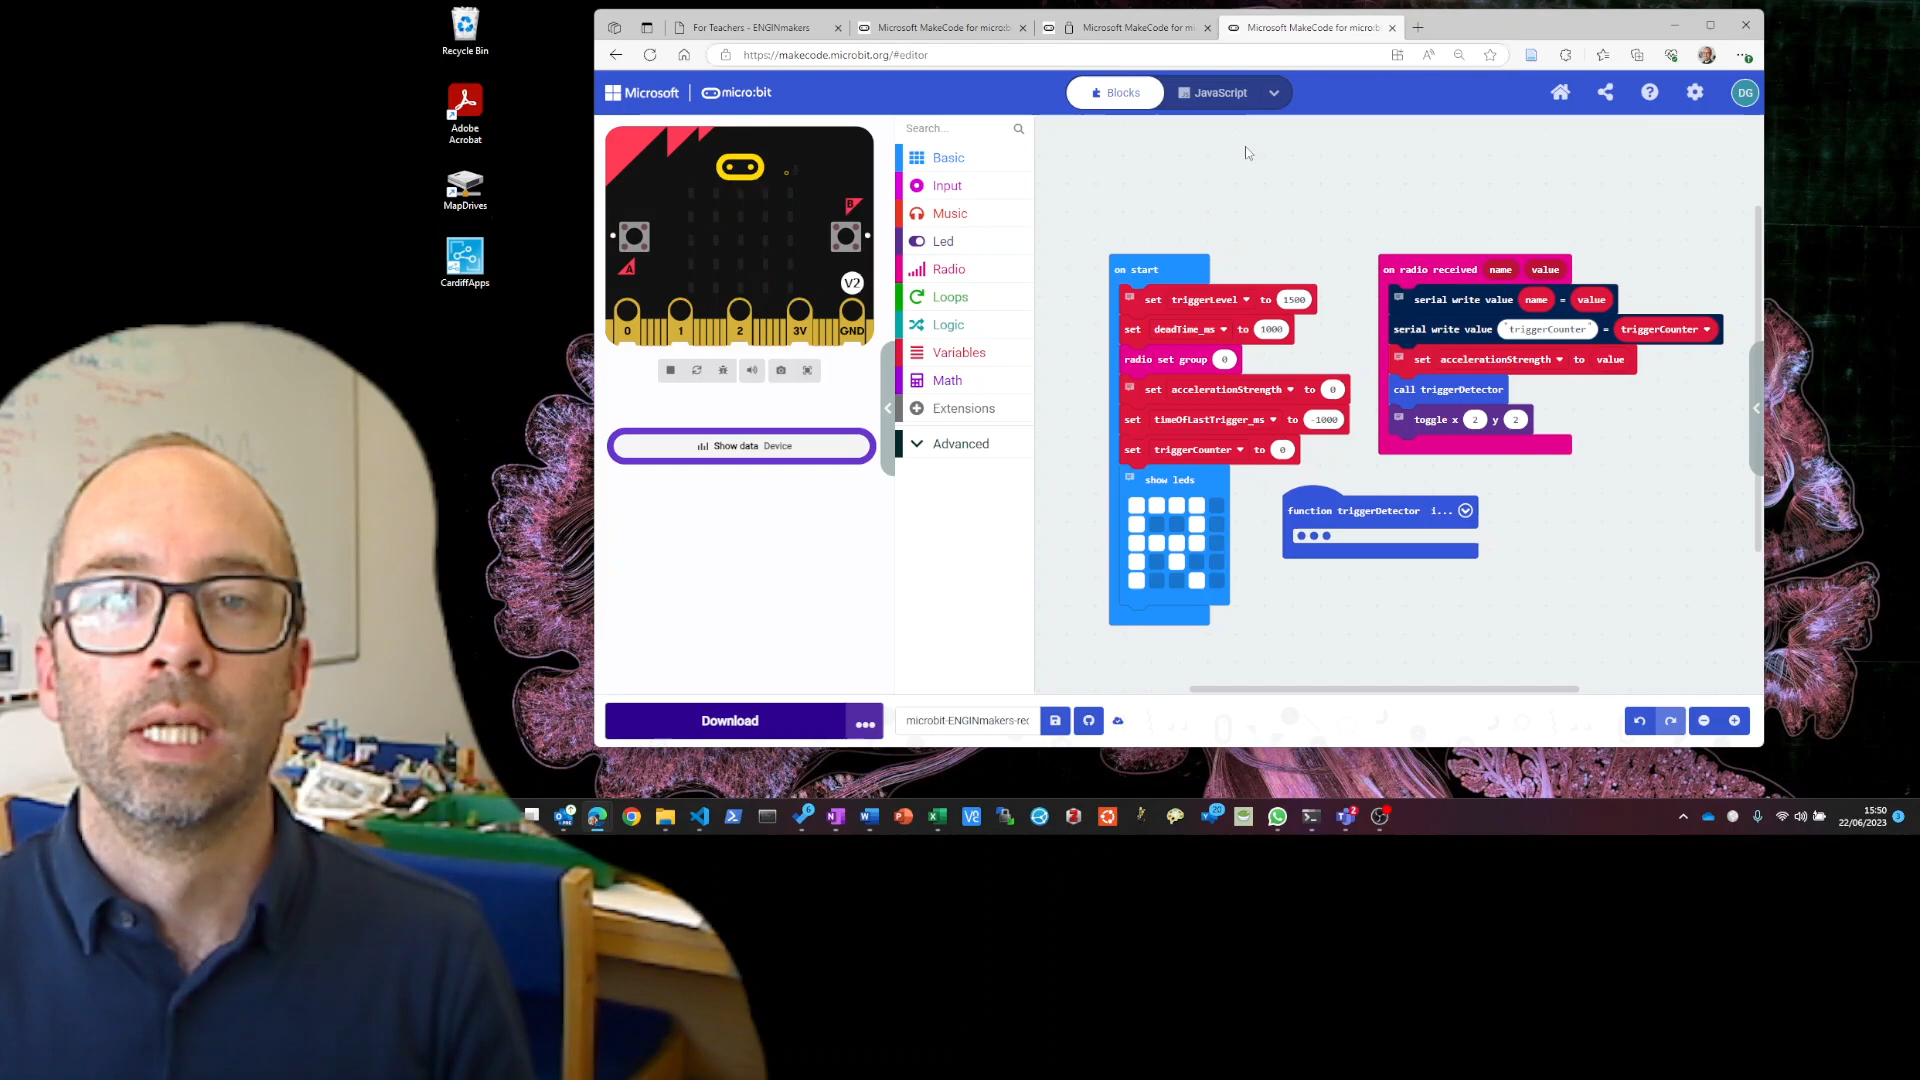 Recycle Bin
Adobe
Acrobat
MapDrives
CardiffApps
For Teachers - ENGINmakers
Microsoft MakeCode for micro:b
Microsoft MakeCode for mi
Microsoft MakeCode for micro:b
https://makecode.microbit.org/#editor
Microsoft | micro:bit
Blocks
JavaScript
DG
A
B
V2
0 1 2 3V GND
Show data Device
Search...
Basic
Input
Music
Led
Radio
Loops
Logic
Variables
Math
Extensions
Advanced
on start
set triggerLevel to 1500
set deadTime_ms to 1000
radio set group 0
set accelerationStrength to 0
set timeOfLastTrigger_ms to -1000
set triggerCounter to 0
show leds
on radio received name value
serial write value name = value
serial write value "triggerCounter" = triggerCounter
set accelerationStrength to value
call triggerDetector
toggle x 2 y 2
function triggerDetector i...
Download
microbit-ENGINmakers-rec
15:50
22/06/2023